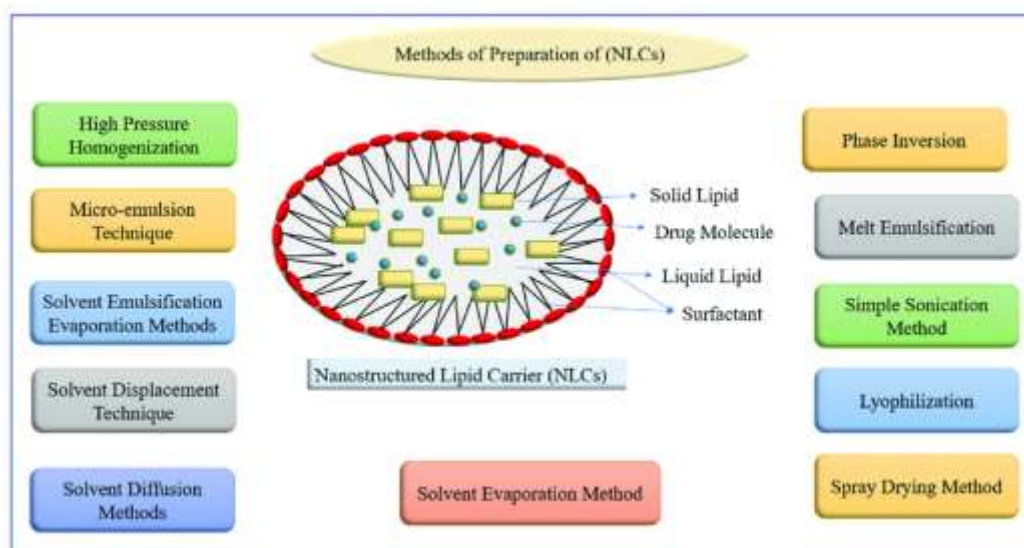 Methods of Preparation of (NLCs)
High Pressure
Homogenization
Micro-emulsion
Technique
Solvent Emulsification
Evaporation Methods
Solvent Displacement
Technique
Solvent Diffusion
Methods
Solid Lipid
Drug Molecule
Liquid Lipid
Surfactant
Nanostructured Lipid Carrier (NLCs)
Solvent Evaporation Method
Phase Inversion
Melt Emulsification
Simple Sonication
Method
Lyophilization
Spray Drying Method